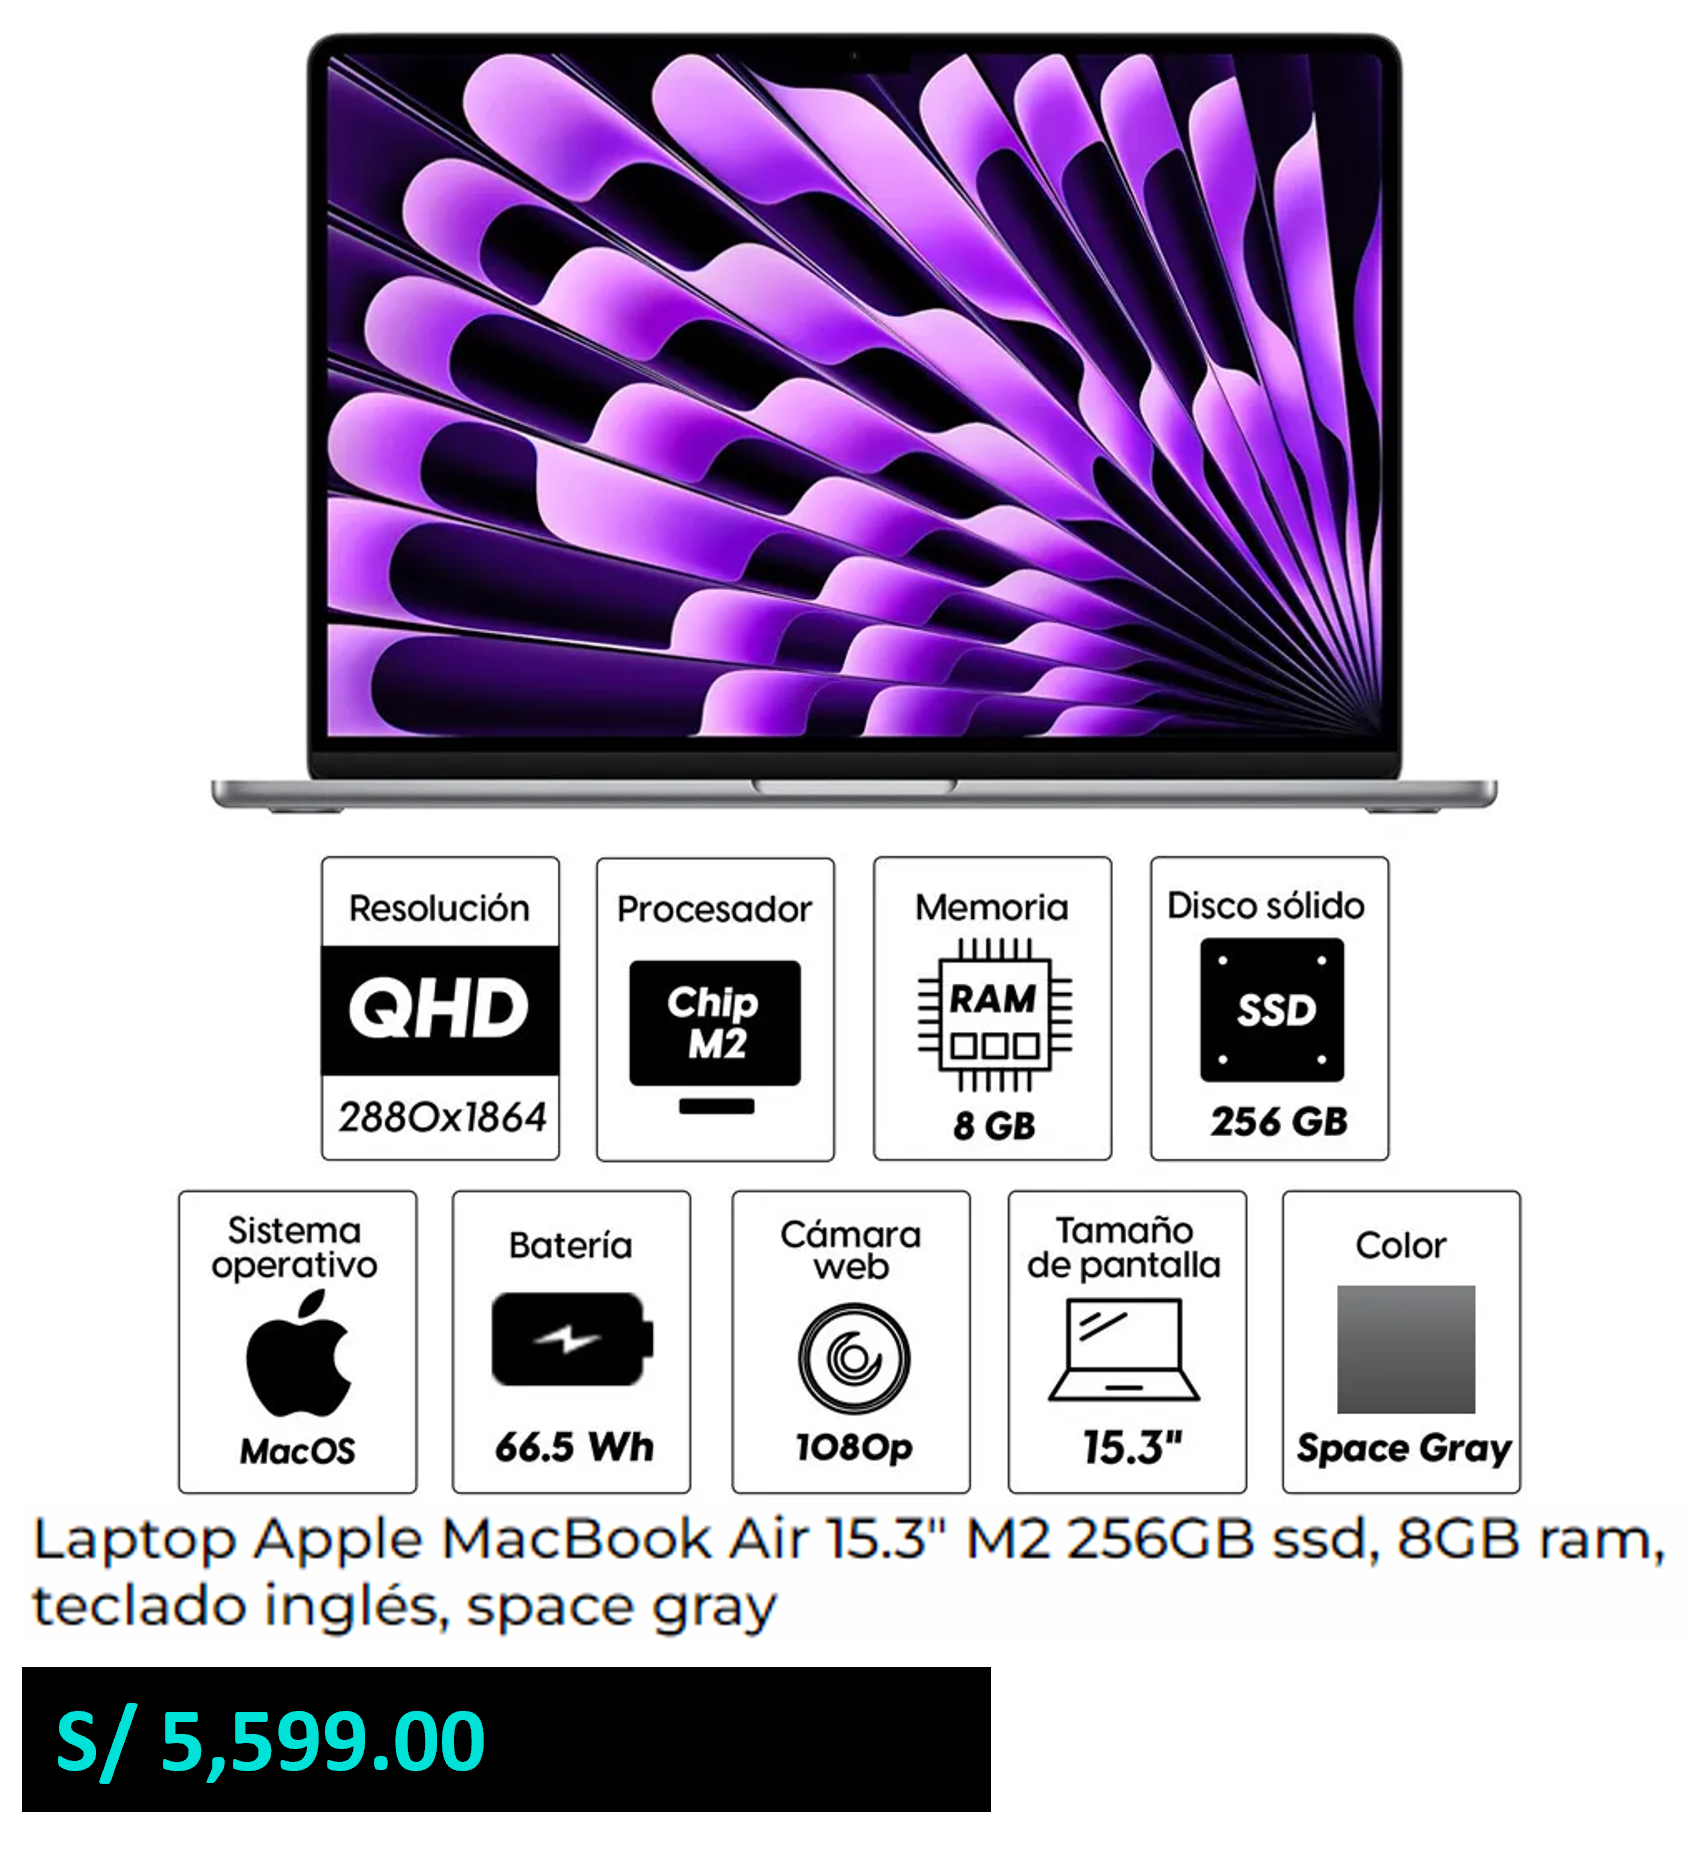 Resolución
QHD
2880x1864
Procesador
Chip
M2
Memoria
RAM
8 GB
Disco sólido
SSD
256 GB
Sistema
operativo
MacOS
Batería
66.5 Wh
Cámara
web
1080p
Tamaño
de pantalla
15.3"
Color
Space Gray
Laptop Apple MacBook Air 15.3" M2 256GB ssd, 8GB ram,
teclado inglés, space gray
S/ 5,599.00